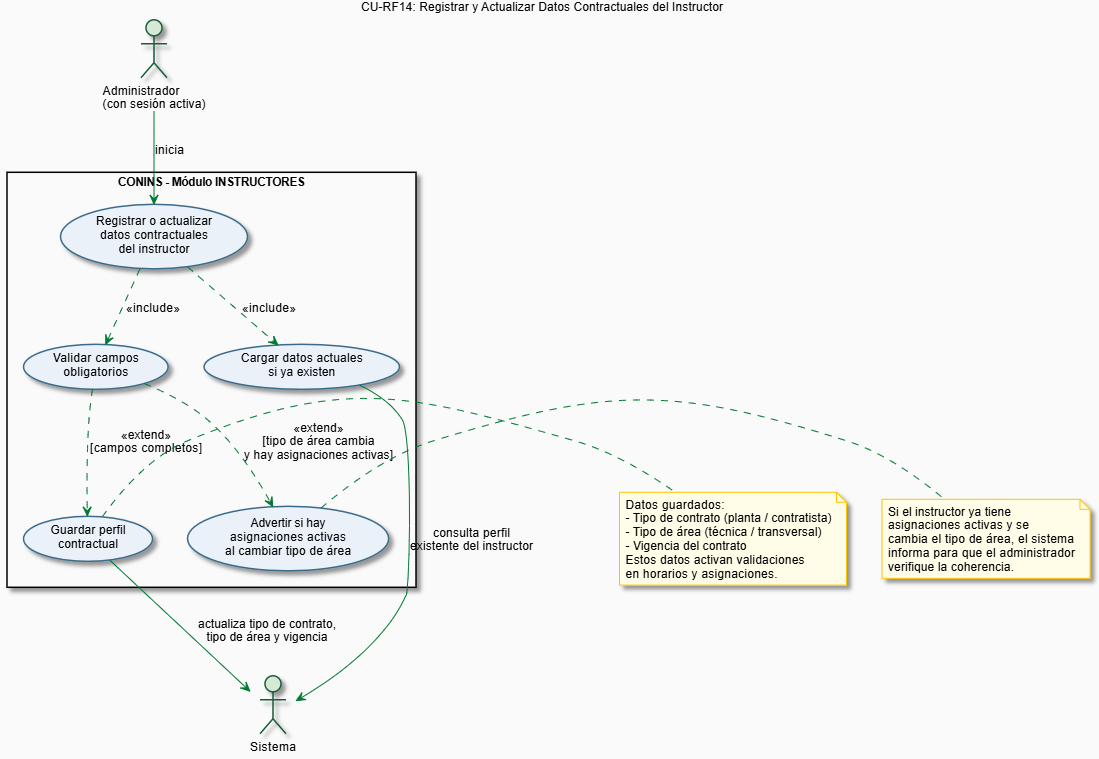 CU-RF14: Registrar y Actualizar Datos Contractuales del Instructor
Administrador
(con sesión activa)
inicia
CONINS - Módulo INSTRUCTORES
Registrar o actualizar
datos contractuales
del instructor
«include»
«include»
Validar campos
obligatorios
Cargar datos actuales
si ya existen
«extend»
[campos completos]
«extend»
[tipo de área cambia
y hay asignaciones activas]
Guardar perfil
contractual
Advertir si hay
asignaciones activas
al cambiar tipo de área
consulta perfil
existente del instructor
Datos guardados:
- Tipo de contrato (planta / contratista)
- Tipo de área (técnica / transversal)
- Vigencia del contrato
Estos datos activan validaciones
en horarios y asignaciones.
Si el instructor ya tiene
asignaciones activas y se
cambia el tipo de área, el sistema
informa para que el administrador
verifique la coherencia.
actualiza tipo de contrato,
tipo de área y vigencia
Sistema